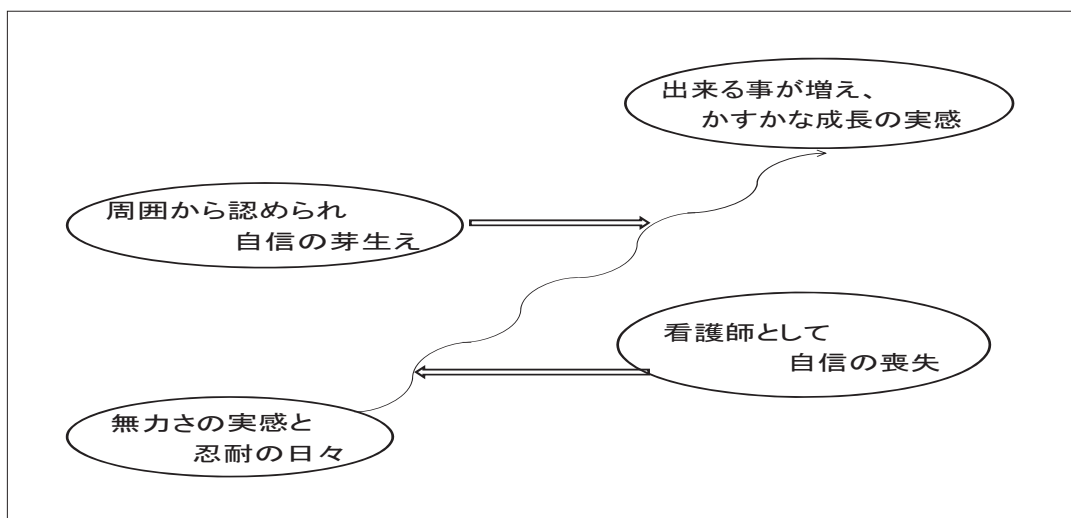 出来る事が増え、
かすかな成長の実感
周囲から認められ
自信の芽生え
看護師として
自信の喪失
無力さの実感と
忍耐の日々